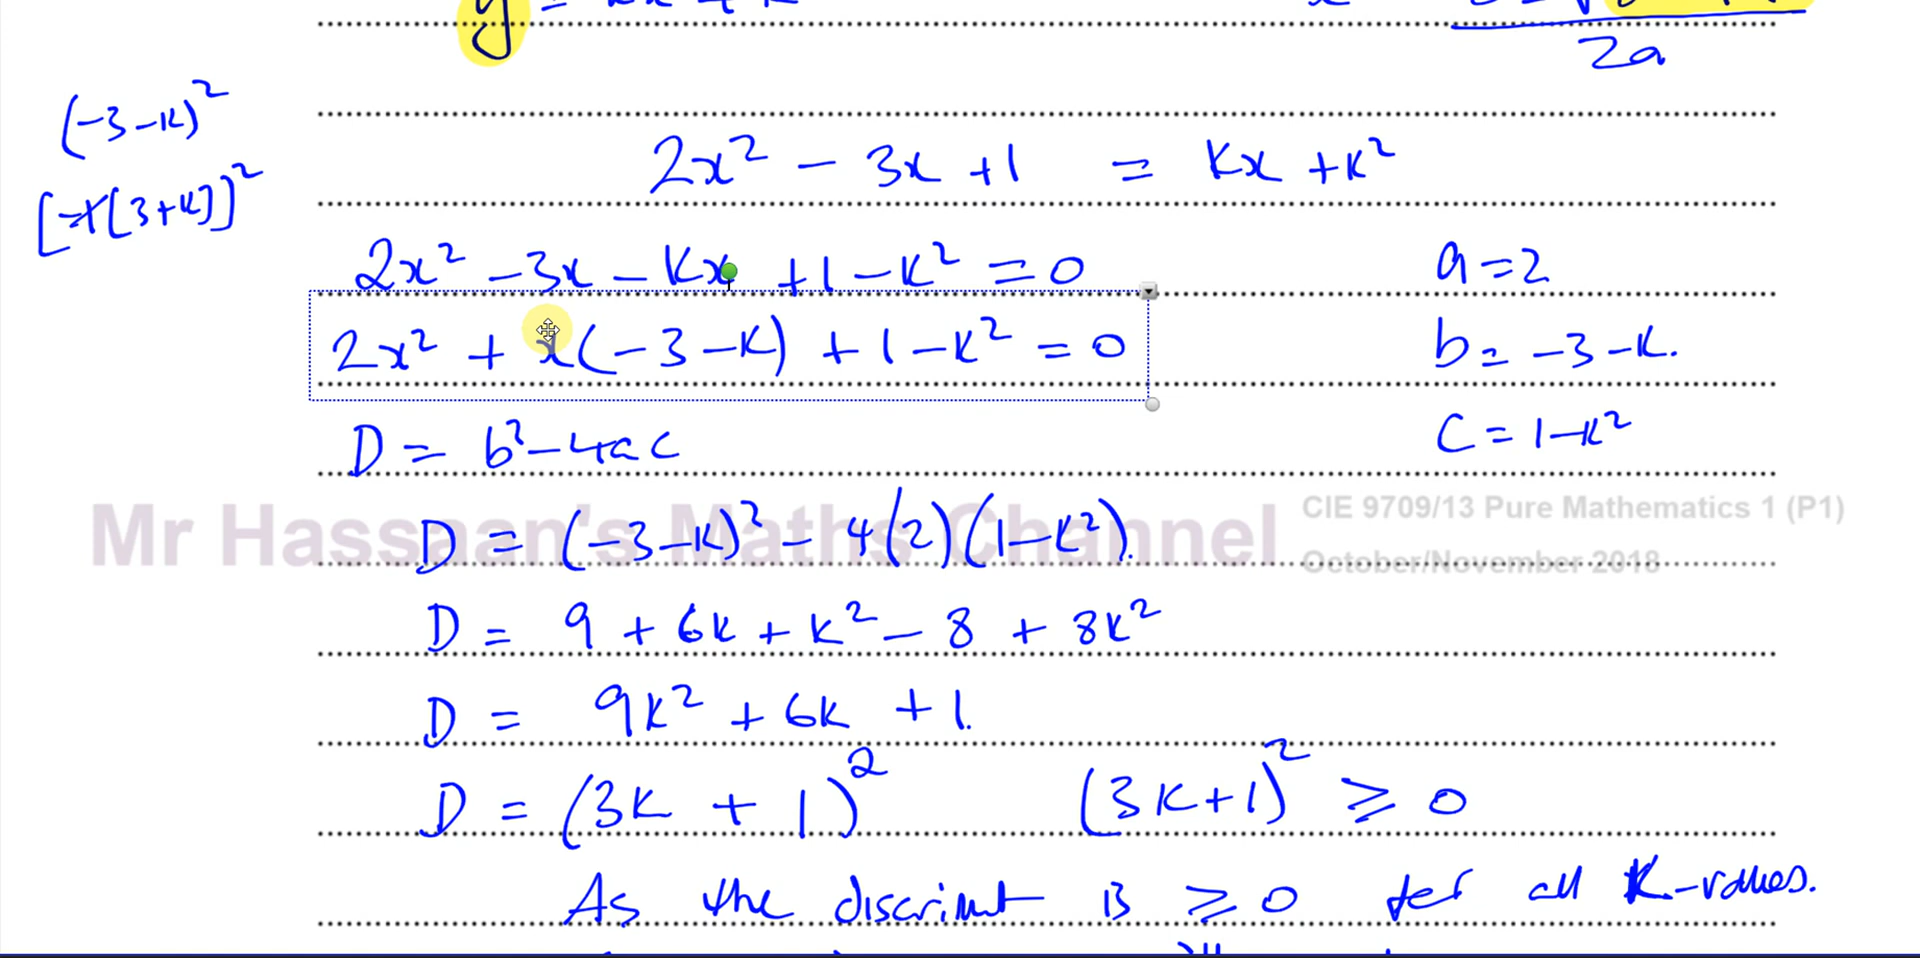 y = kx + k
2a
(-3-k)²
2x² - 3x + 1 = kx + k²
[-1[3+k]]²
2x² - 3x - kx + 1 - k² = 0
a = 2
2x² + x(-3-k) + 1 - k² = 0
b = -3-k.
D = b² - 4ac
c = 1-k²
Mr Hassaan's Maths Channel
CIE 9709/13 Pure Mathematics 1 (P1)
October/November 2018
D = (-3-k)² - 4(2)(1-k²).
D = 9 + 6k + k² - 8 + 8k²
D = 9k² + 6k + 1.
D = (3k + 1)² (3k+1)² ≥ 0
As the discrimt is ≥ 0 for all k-values.